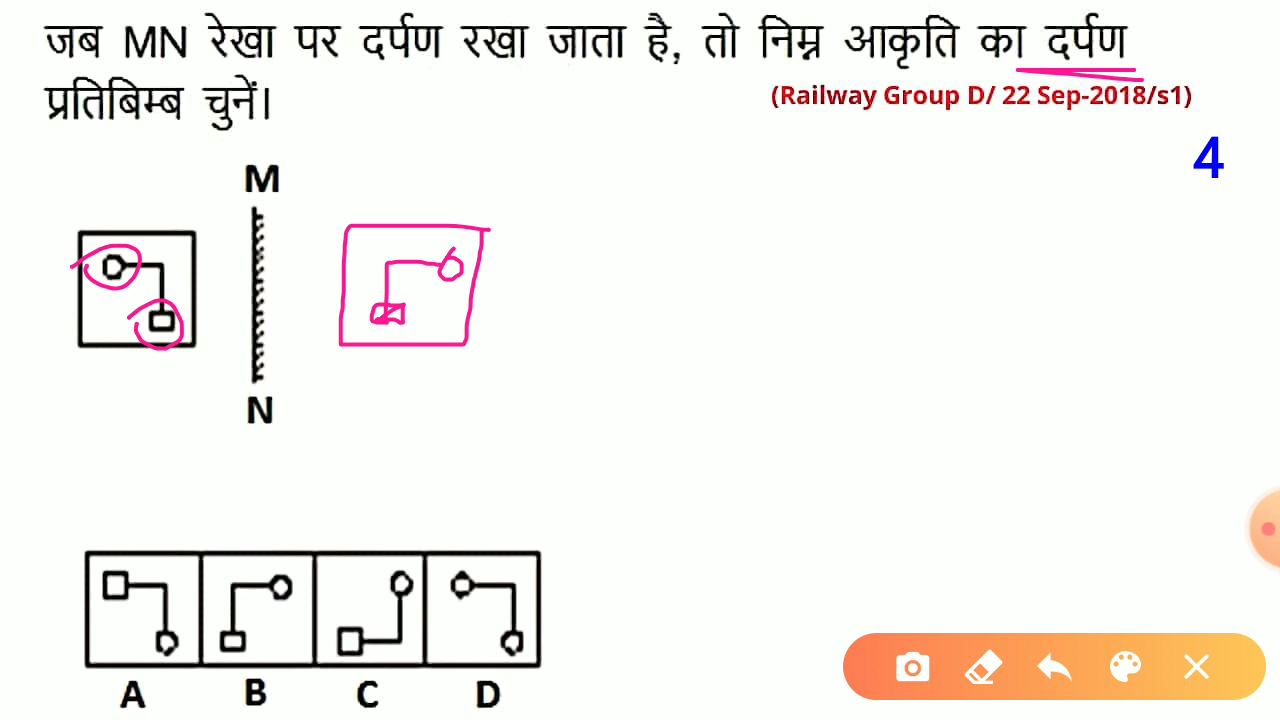 जब MN रेखा पर दर्पण रखा जाता है, तो निम्न आकृति का दर्पण
प्रतिबिम्ब चुनें।
(Railway Group D/ 22 Sep-2018/s1)
4
M
N
A B C D